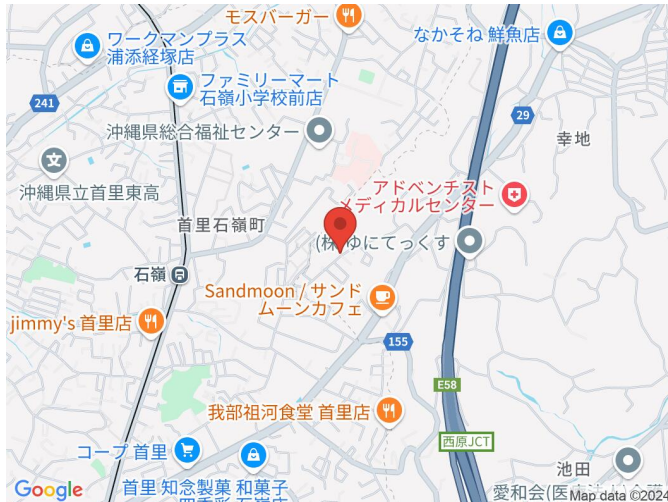 モスバーガー
ワークマンプラス
浦添経塚店
なかそね 鮮魚店
ファミリーマート
石嶺小学校前店
241
29
沖縄県総合福祉センター
幸地
沖縄県立首里東高
アドベンチスト
メディカルセンター
首里石嶺町
(株)ゆにてっくす
石嶺
Sandmoon / サンド
ムーンカフェ
jimmy's 首里店
155
E58
我部祖河食堂 首里店
西原JCT
コープ 首里
池田
首里 知念製菓 和菓子
Google
Map data ©2024